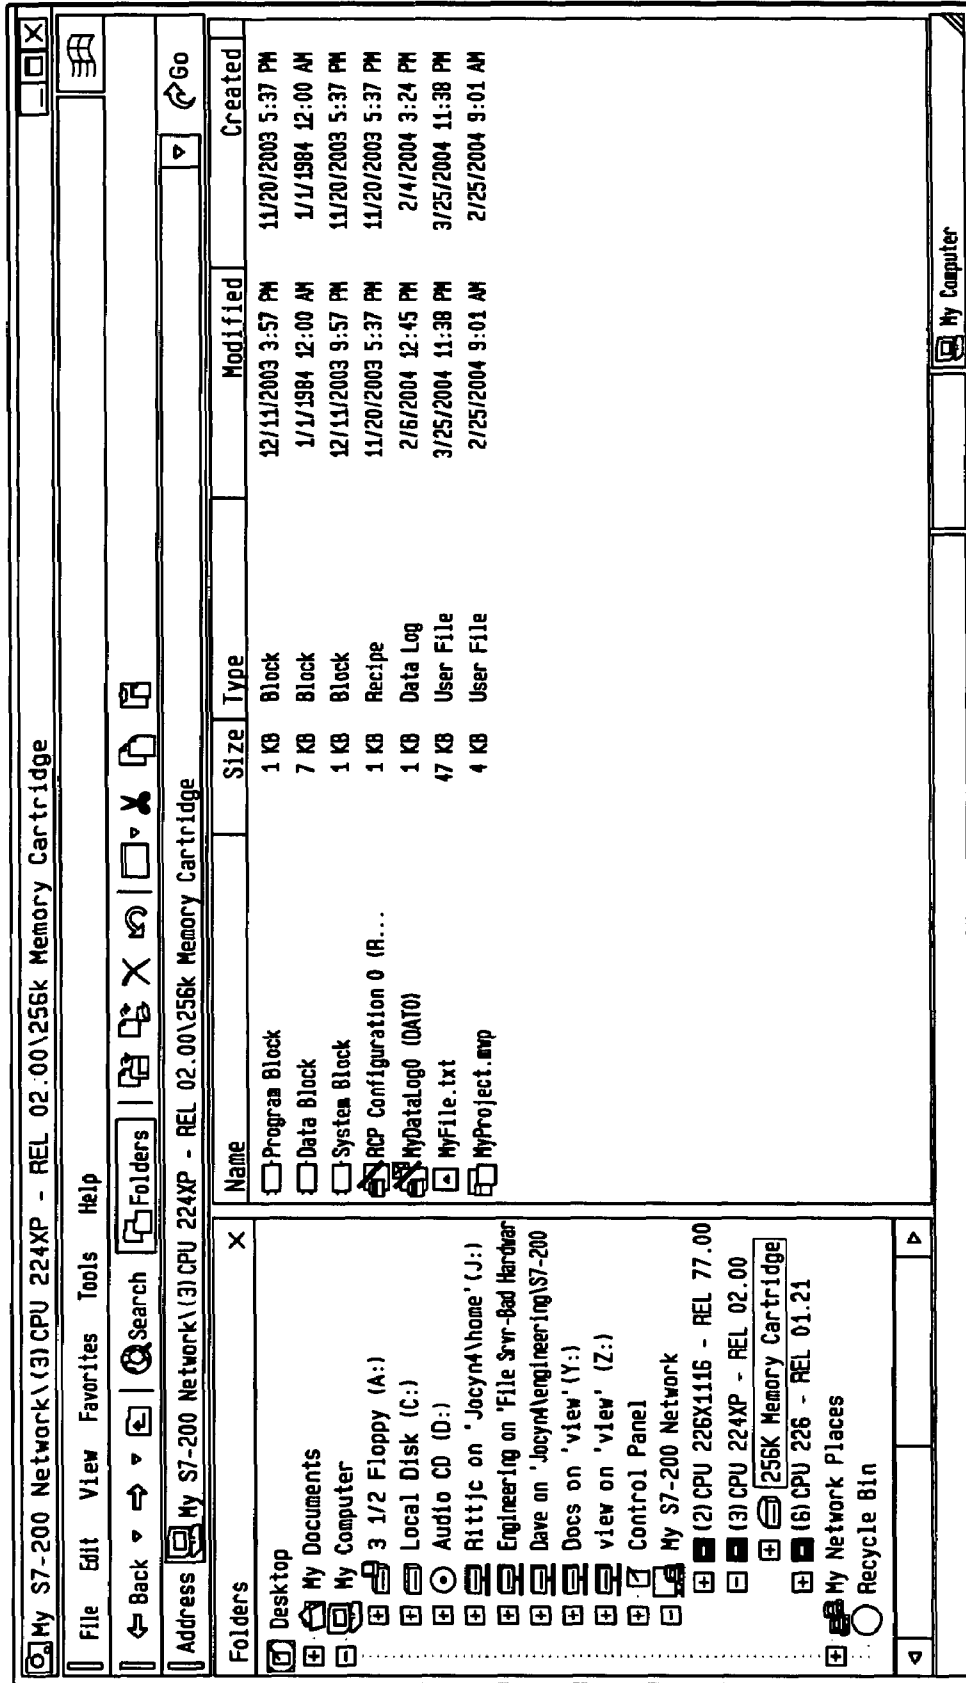 My S7-200 Network\(3)CPU 224XP - REL 02.00\256k Memory Cartridge
File Edit View Favorites Tools Help
Back Search Folders
Address My S7-200 Network\(3)CPU 224XP - REL 02.00\256k Memory Cartridge Go
Folders X
Desktop
My Documents
My Computer
3 1/2 Floppy (A:)
Local Disk (C:)
Audio CD (D:)
Rittjc on 'Jocyn4\home'(J:)
Engineering on 'File Srvr-Bad Hardwar
Dave on 'Jocyn4\engineering\S7-200
Docs on 'view'(Y:)
view on 'view' (Z:)
Control Panel
My S7-200 Network
(2)CPU 226X1116 - REL 77.00
(3)CPU 224XP - REL 02.00
256K Memory Cartridge
(6)CPU 226 - REL 01.21
My Network Places
Recycle Bin
Name Size Type Modified Created
Program Block 1 KB Block 12/11/2003 3:57 PM 11/20/2003 5:37 PM
Data Block 7 KB Block 1/1/1984 12:00 AM 1/1/1984 12:00 AM
System Block 1 KB Block 12/11/2003 9:57 PM 11/20/2003 5:37 PM
RCP Configuration 0 (R... 1 KB Recipe 11/20/2003 5:37 PM 11/20/2003 5:37 PM
MyDataLog0 (DAT0) 1 KB Data Log 2/6/2004 12:45 PM 2/4/2004 3:24 PM
MyFile.txt 47 KB User File 3/25/2004 11:38 PM 3/25/2004 11:38 PM
MyProject.mwp 4 KB User File 2/25/2004 9:01 AM 2/25/2004 9:01 AM
My Computer